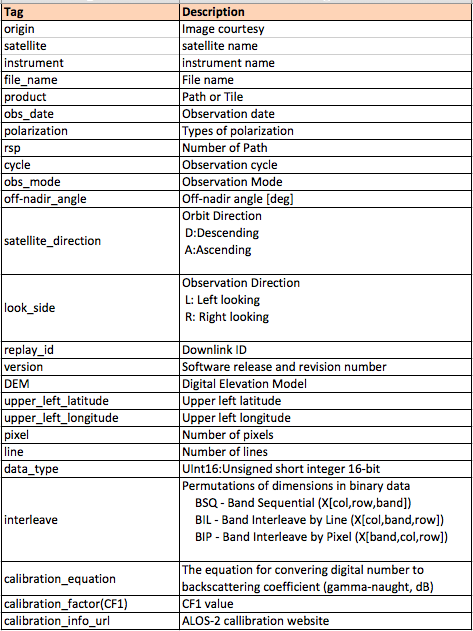 Tag Description
origin Image courtesy
satellite satellite name
instrument instrument name
file_name File name
product Path or Tile
obs_date Observation date
polarization Types of polarization
rsp Number of Path
cycle Observation cycle
obs_mode Observation Mode
off-nadir_angle Off-nadir angle [deg]
satellite_direction Orbit Direction
D:Descending
A:Ascending
look_side Observation Direction
L: Left looking
R: Right looking
replay_id Downlink ID
version Software release and revision number
DEM Digital Elevation Model
upper_left_latitude Upper left latitude
upper_left_longitude Upper left longitude
pixel Number of pixels
line Number of lines
data_type UInt16:Unsigned short integer 16-bit
interleave Permutations of dimensions in binary data
BSQ - Band Sequential (X[col,row,band])
BIL - Band Interleave by Line (X[col,band,row])
BIP - Band Interleave by Pixel (X[band,col,row])
calibration_equation The equation for convering digital number to
backscattering coefficient (gamma-naught, dB)
calibration_factor(CF1) CF1 value
calibration_info_url ALOS-2 callibration website